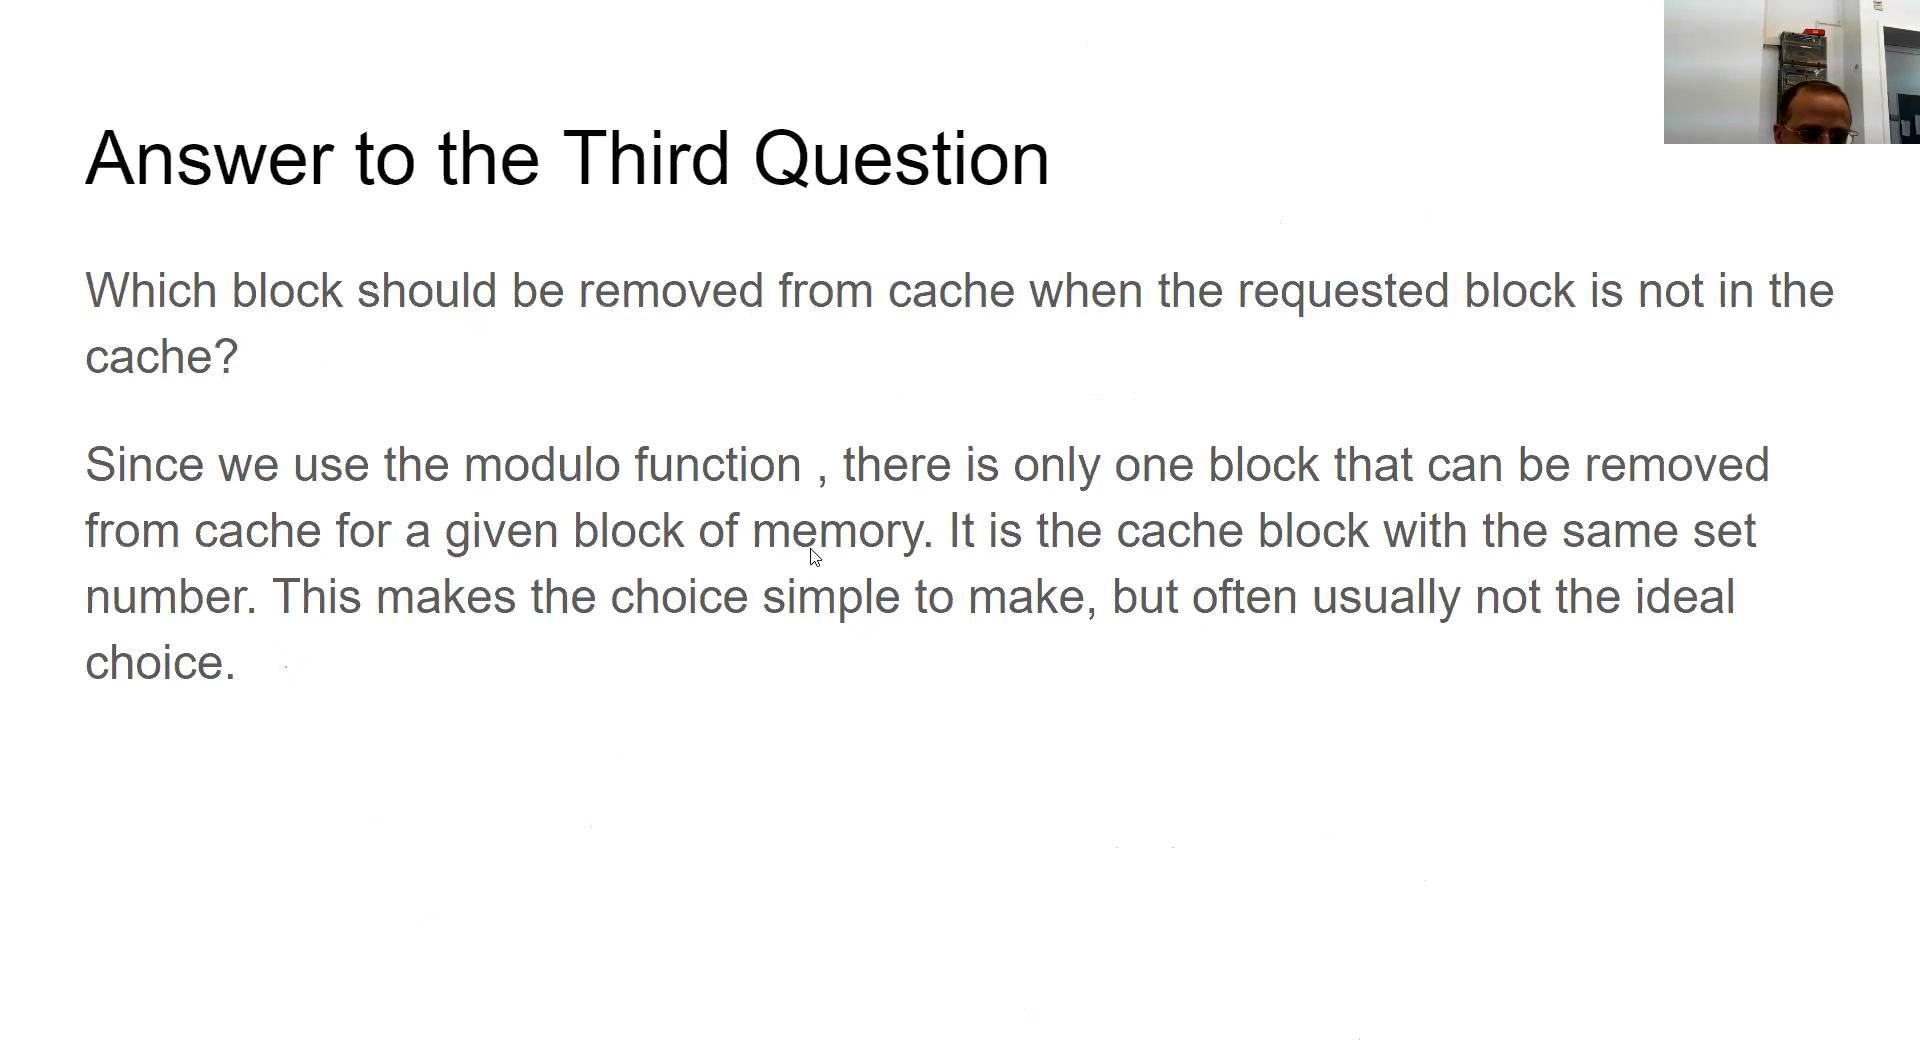 Answer to the Third Question
Which block should be removed from cache when the requested block is not in the
cache?
Since we use the modulo function , there is only one block that can be removed
from cache for a given block of memory. It is the cache block with the same set
number. This makes the choice simple to make, but often usually not the ideal
choice.